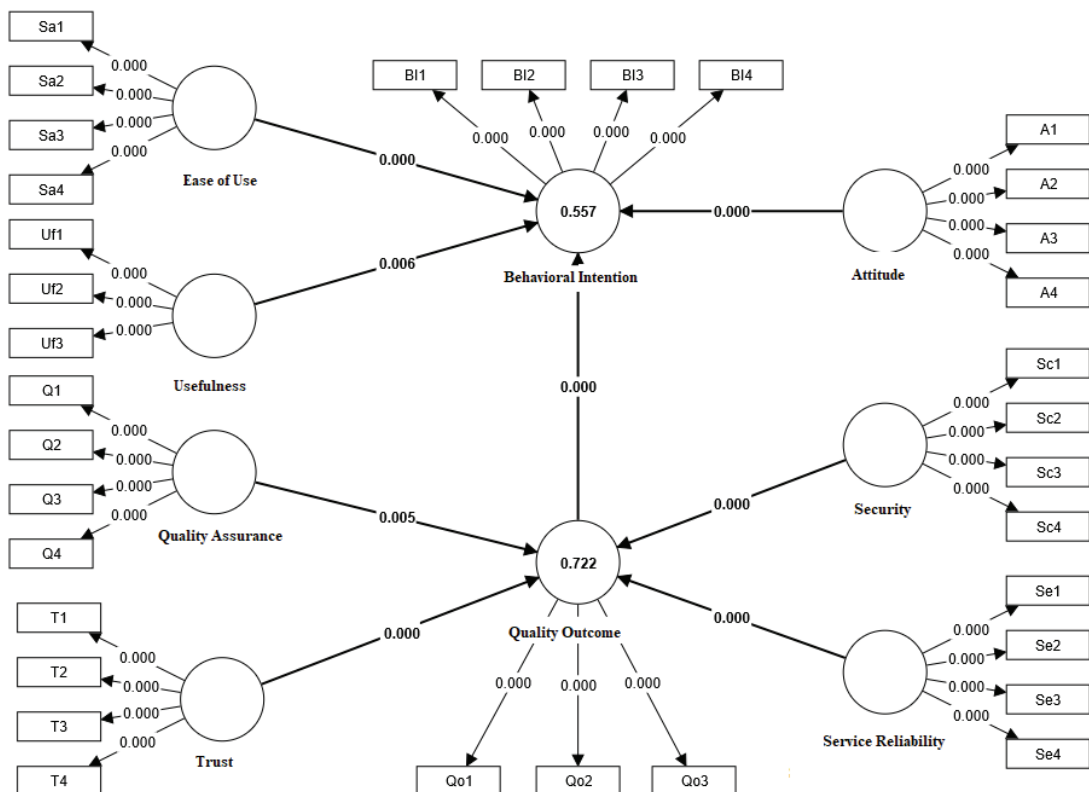 Sa1
0.000
Sa2
0.000
Sa3
0.000
Sa4
0.000
Ease of Use
0.000
BI1
BI2
BI3
BI4
0.000
0.000
0.000
0.000
0.557
Behavioral Intention
A1
0.000
A2
0.000
A3
0.000
A4
0.000
Attitude
0.000
Uf1
0.000
Uf2
0.000
Uf3
0.000
Usefulness
0.006
0.000
Q1
0.000
Q2
0.000
Q3
0.000
Q4
0.000
Quality Assurance
0.005
Sc1
0.000
Sc2
0.000
Sc3
0.000
Sc4
0.000
Security
0.000
0.722
Quality Outcome
T1
0.000
T2
0.000
T3
0.000
T4
0.000
Trust
0.000
0.000
0.000
0.000
Qo1
Qo2
Qo3
Se1
0.000
Se2
0.000
Se3
0.000
Se4
0.000
Service Reliability
0.000